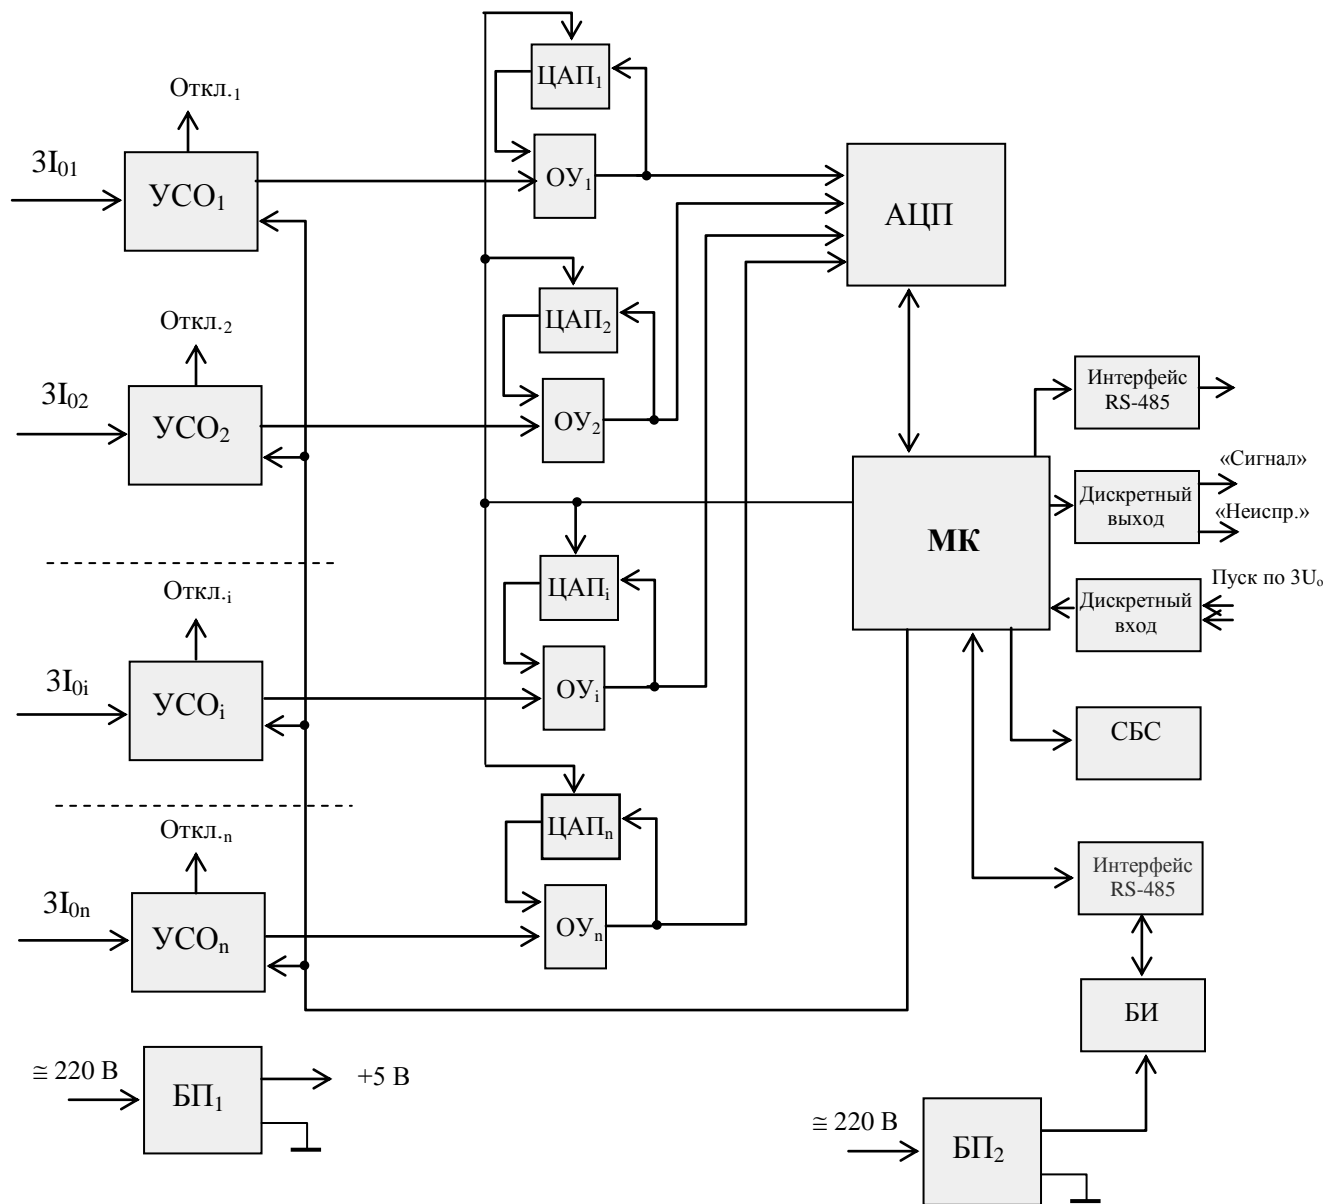 ЦАП₁
Откл.₁
3I₀₁
УСО₁
ОУ₁
АЦП
Откл.₂
ЦАП₂
3I₀₂
УСО₂
ОУ₂
Интерфейс
RS-485
«Сигнал»
Дискретный
выход
«Неиспр.»
МК
Откл.ᵢ
ЦАПᵢ
Пуск по 3Uₒ
Дискретный
вход
3I₀ᵢ
УСОᵢ
ОУᵢ
СБС
Откл.ₙ
ЦАПₙ
Интерфейс
RS-485
3I₀ₙ
УСОₙ
ОУₙ
БИ
≅ 220 В
БП₁
+5 В
≅ 220 В
БП₂